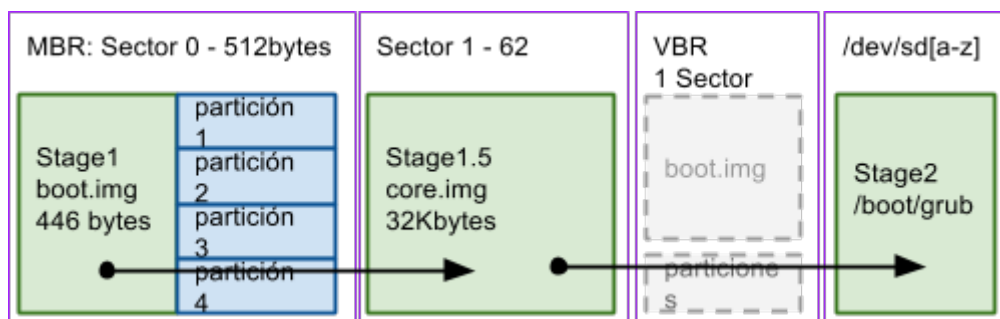 MBR: Sector 0 - 512bytes
Stage1
boot.img
446 bytes
partición
1
partición
2
partición
3
partición
4
Sector 1 - 62
Stage1.5
core.img
32Kbytes
VBR
1 Sector
boot.img
particione
s
/dev/sd[a-z]
Stage2
/boot/grub